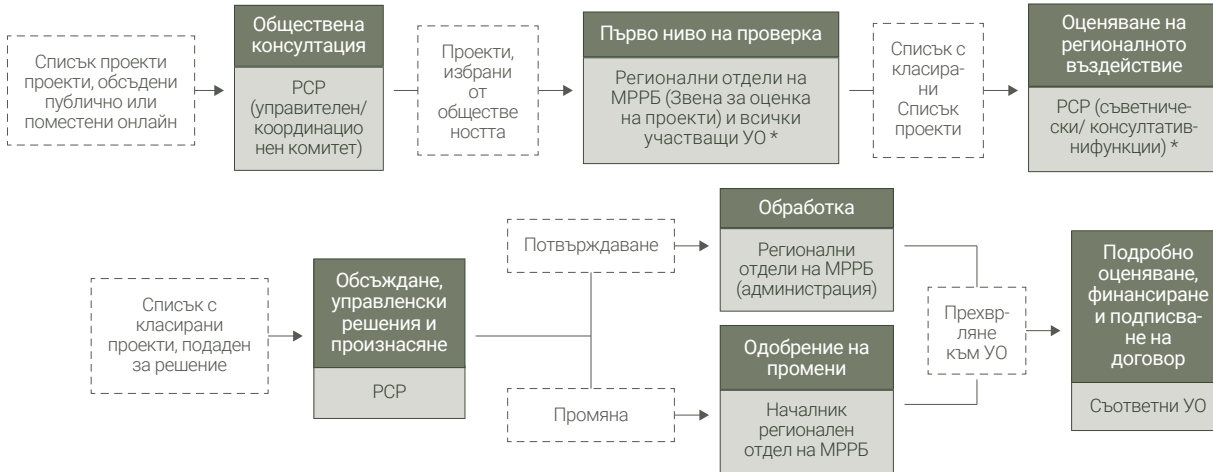 Списък проекти
проекти, обсъдени
публично или
поместени онлайн
Обществена
консултация
РСР
(управителен/
координацио
нен комитет)
Проекти,
избрани
от
обществе
ността
Първо ниво на проверка
Регионални отдели на
МРРБ (Звена за оценка
на проекти) и всички
участващи УО *
Списък с
класира-
ни
Списък
проекти
Оценяване на
регионалното
въздействие
РСР (съветниче-
ски/ консултатив-
нифункции) *
Списък с
класирани
проекти, подаден
за решение
Обсъждане,
управленски
решения и
произнасяне
РСР
Потвърждаване
Обработка
Регионални
отдели на МРРБ
(администрация)
Промяна
Одобрение на
промени
Началник
регионален
отдел на МРРБ
Прехвр-
ляне
към УО
Подробно
оценяване,
финансиране
и подписва-
не на
договор
Съответни УО